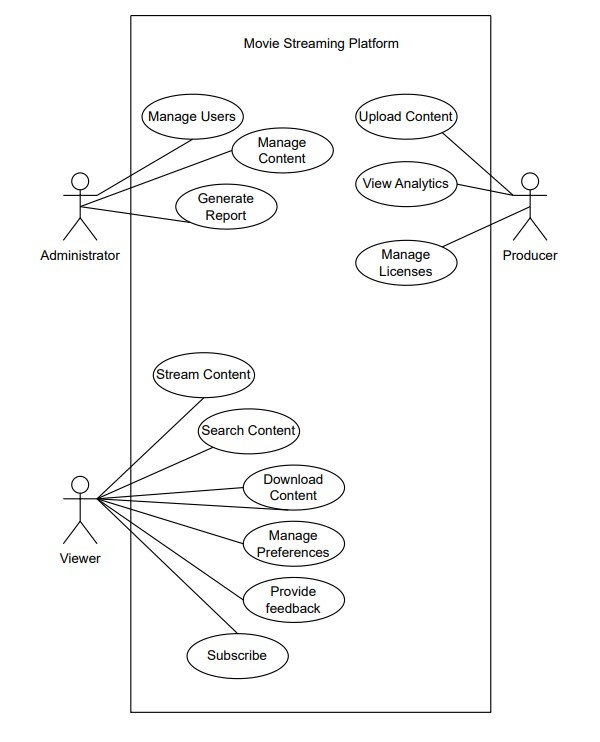 Movie Streaming Platform
Manage Users
Upload Content
Manage
Content
View Analytics
Generate
Report
Administrator
Producer
Manage
Licenses
Stream Content
Search Content
Download
Content
Manage
Preferences
Viewer
Provide
feedback
Subscribe